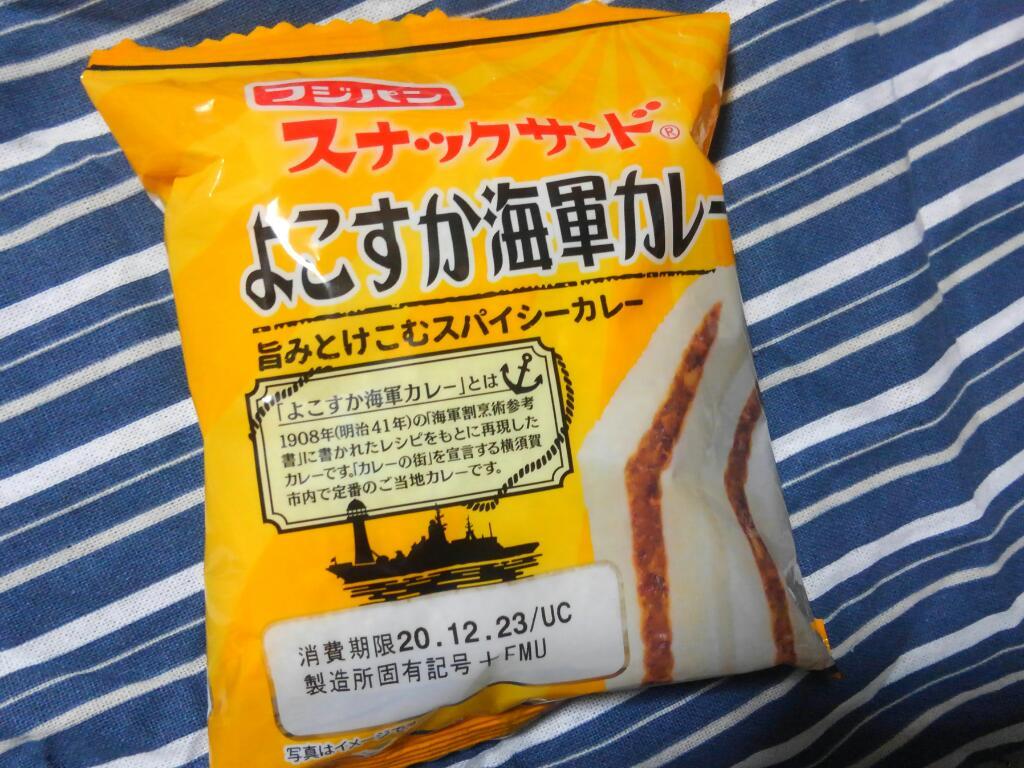 フジパン
スナックサンド®
よこすか海軍カレー
旨みとけこむスパイシーカレー
「よこすか海軍カレー」とは
1908年(明治41年)の「海軍割烹術参考
書」に書かれたレシピをもとに再現した
カレーです。「カレーの街」を宣言する横須賀
市内で定番のご当地カレーです。
消費期限20.12.23/UC
製造所固有記号+FMU
写真はイメージです